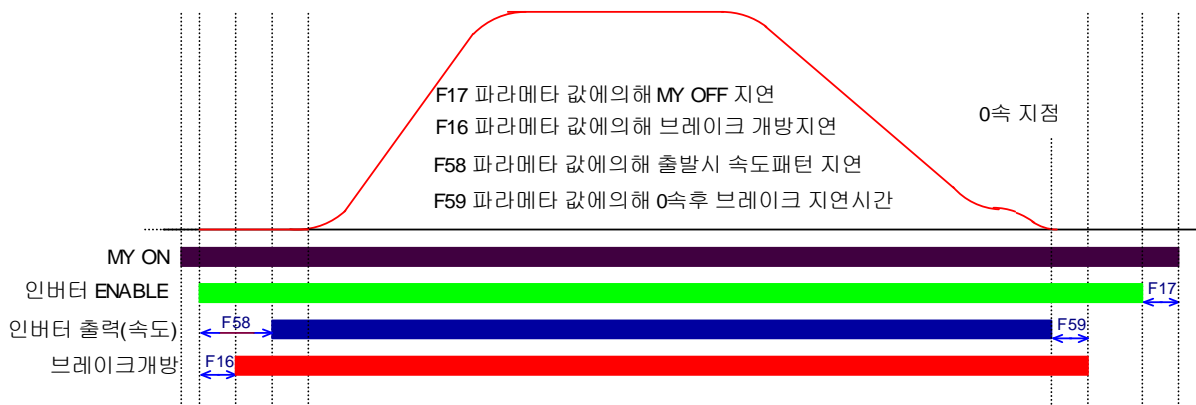 F17 파라메타 값에의해 MY OFF 지연
0속 지점
F16 파라메타 값에의해 브레이크 개방지연
F58 파라메타 값에의해 출발시 속도패턴 지연
F59 파라메타 값에의해 0속후 브레이크 지연시간
MY ON
인버터 ENABLE
F17
인버터 출력(속도)
F58
F59
브레이크개방
F16